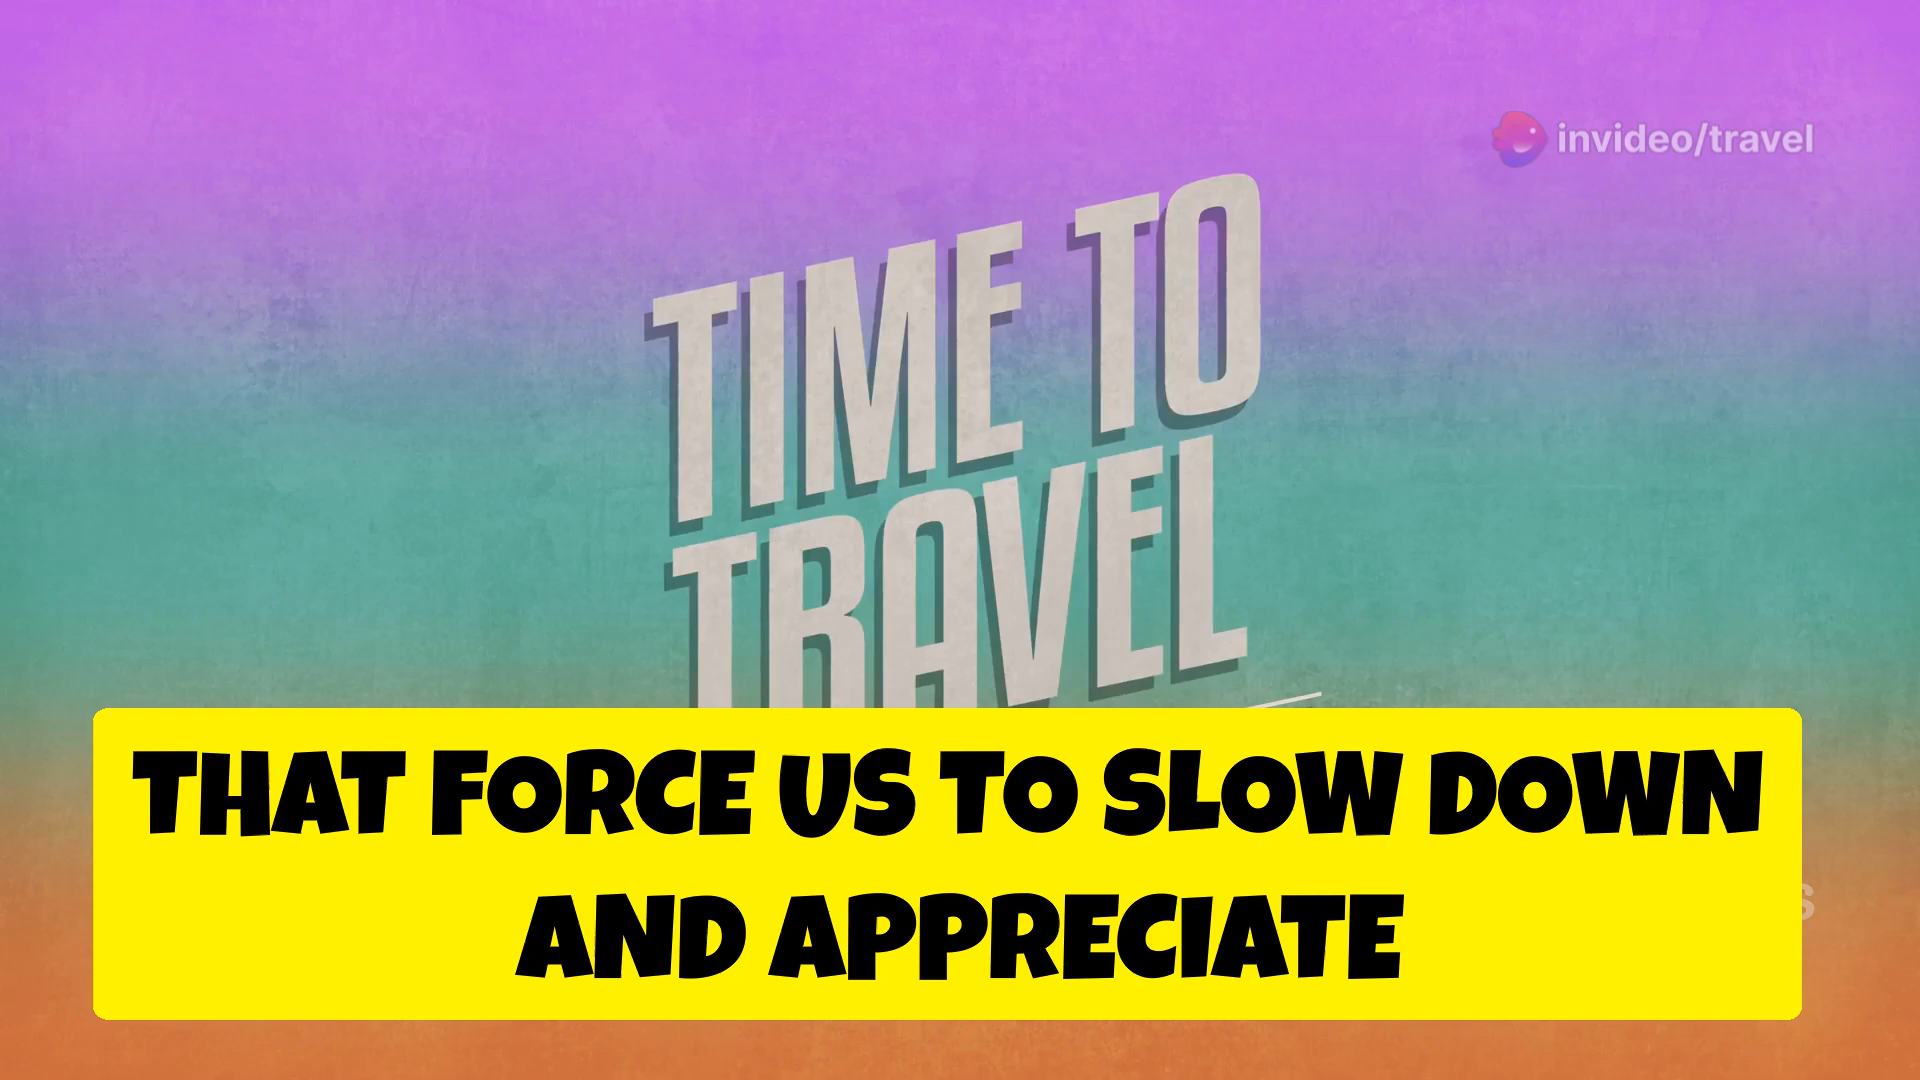 invideo/travel
TIME TO
TRAVEL
THAT FORCE US TO SLOW DOWN
AND APPRECIATE